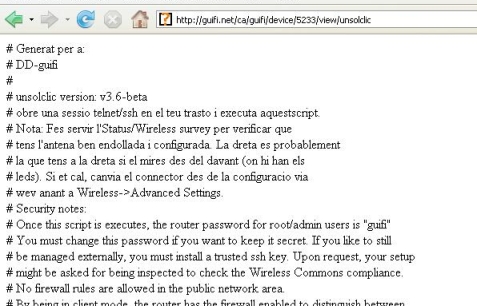 http://guifi.net/ca/guifi/device/5233/view/unsolclic
# Generat per a:
# DD-guifi
#
# unsolclic version: v3.6-beta
# obre una sessio telnet/ssh en el teu trasto i executa aquestscript.
# Nota: Fes servir l'Status/Wireless survey per verificar que
# tens l'antena ben endollada i configurada. La dreta es probablement
# la que tens a la dreta si el mires des del davant (on hi han els
# leds). Si et cal, canvia el connector des de la configuracio via
# wev anant a Wireless->Advanced Settings.
# Security notes:
# Once this script is executes, the router password for root/admin users is "guifi"
# You must change this password if you want to keep it secret. If you like to still
# be managed externally, you must install a trusted ssh key. Upon request, your setup
# might be asked for being inspected to check the Wireless Commons compliance.
# No firewall rules are allowed in the public network area.
# By being in client mode, the router has the firewall enabled to distinguish between